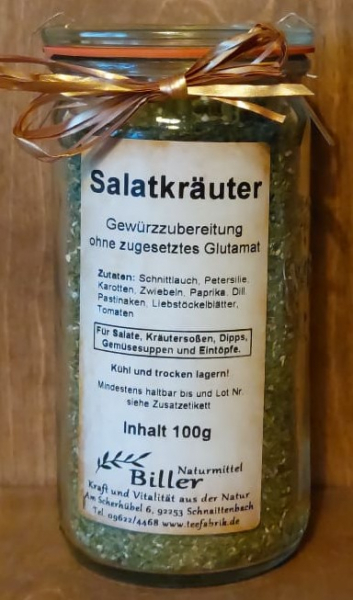 Salatkräuter
Gewürzzubereitung
ohne zugesetztes Glutamat
Zutaten: Schnittlauch, Petersilie,
Karotten, Zwiebeln, Paprika, Dill,
Pastinaken, Liebstöckelblätter,
Tomaten
Für Salate, Kräutersoßen, Dipps,
Gemüsesuppen und Eintöpfe.
Kühl und trocken lagern!
Mindestens haltbar bis und Lot Nr.
siehe Zusatzetikett
Inhalt 100g
Naturmittel
Biller
Kraft und Vitalität aus der Natur
Am Scherhübel 6, 92253 Schnaittenbach
Tel. 09622/4468 www.teefabrik.de